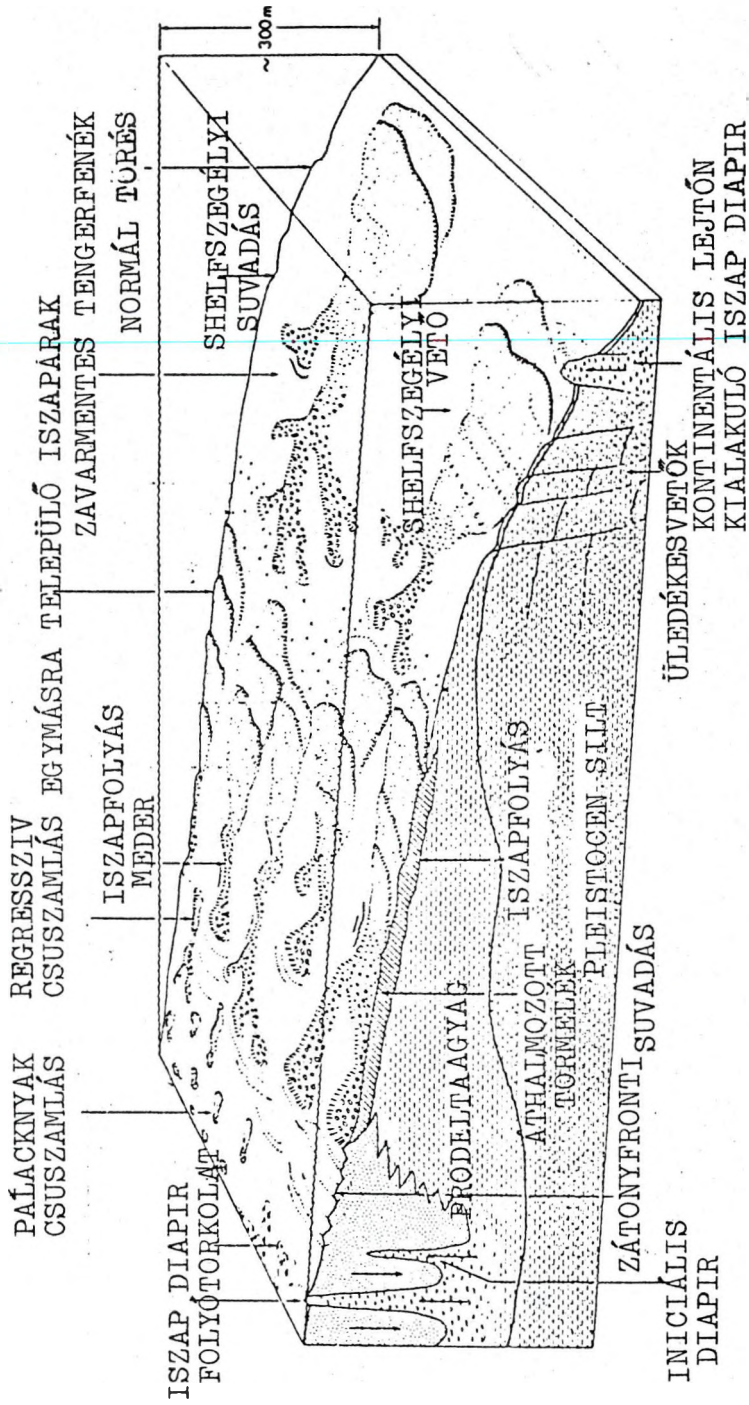 PALACKNYAK
CSUSZAMLÁS
REGRESSZIV
CSUSZAMLÁS
EGYMÁSRA TELEPÜLŐ ISZAPÁRAK
ZAVARMENTES TENGERFENÉK
ISZAPFOLYÁS
MEDER
NORMÁL TÖRÉS
SHELFSZEGÉLYI
SUVADÁS
~ 300 m
ISZAP DIAPIR
FOLYÓTORKOLAT
SHELFSZEGÉLYI
VETŐ
PRODELTAAGYAG
ISZAPFOLYÁS
ÁTHALMOZOTT
TÖRMELÉK
PLEISTOCEN SILT
INICIÁLIS
DIAPIR
ZÁTONYFRONTI
SUVADÁS
ÜLEDÉKESVETŐK
KONTINENTÁLIS LEJTŐN
KIALAKULÓ ISZAP DIAPIR